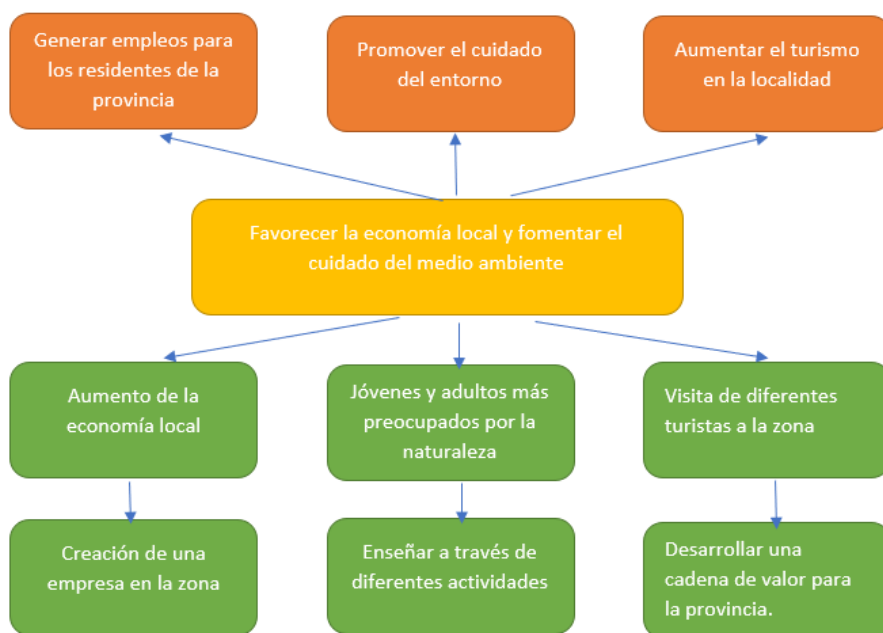 Generar empleos para
los residentes de la
provincia
Promover el cuidado
del entorno
Aumentar el turismo
en la localidad
Favorecer la economía local y fomentar el
cuidado del medio ambiente
Aumento de la
economía local
Jóvenes y adultos más
preocupados por la
naturaleza
Visita de diferentes
turistas a la zona
Creación de una
empresa en la zona
Enseñar a través de
diferentes actividades
Desarrollar una
cadena de valor para
la provincia.